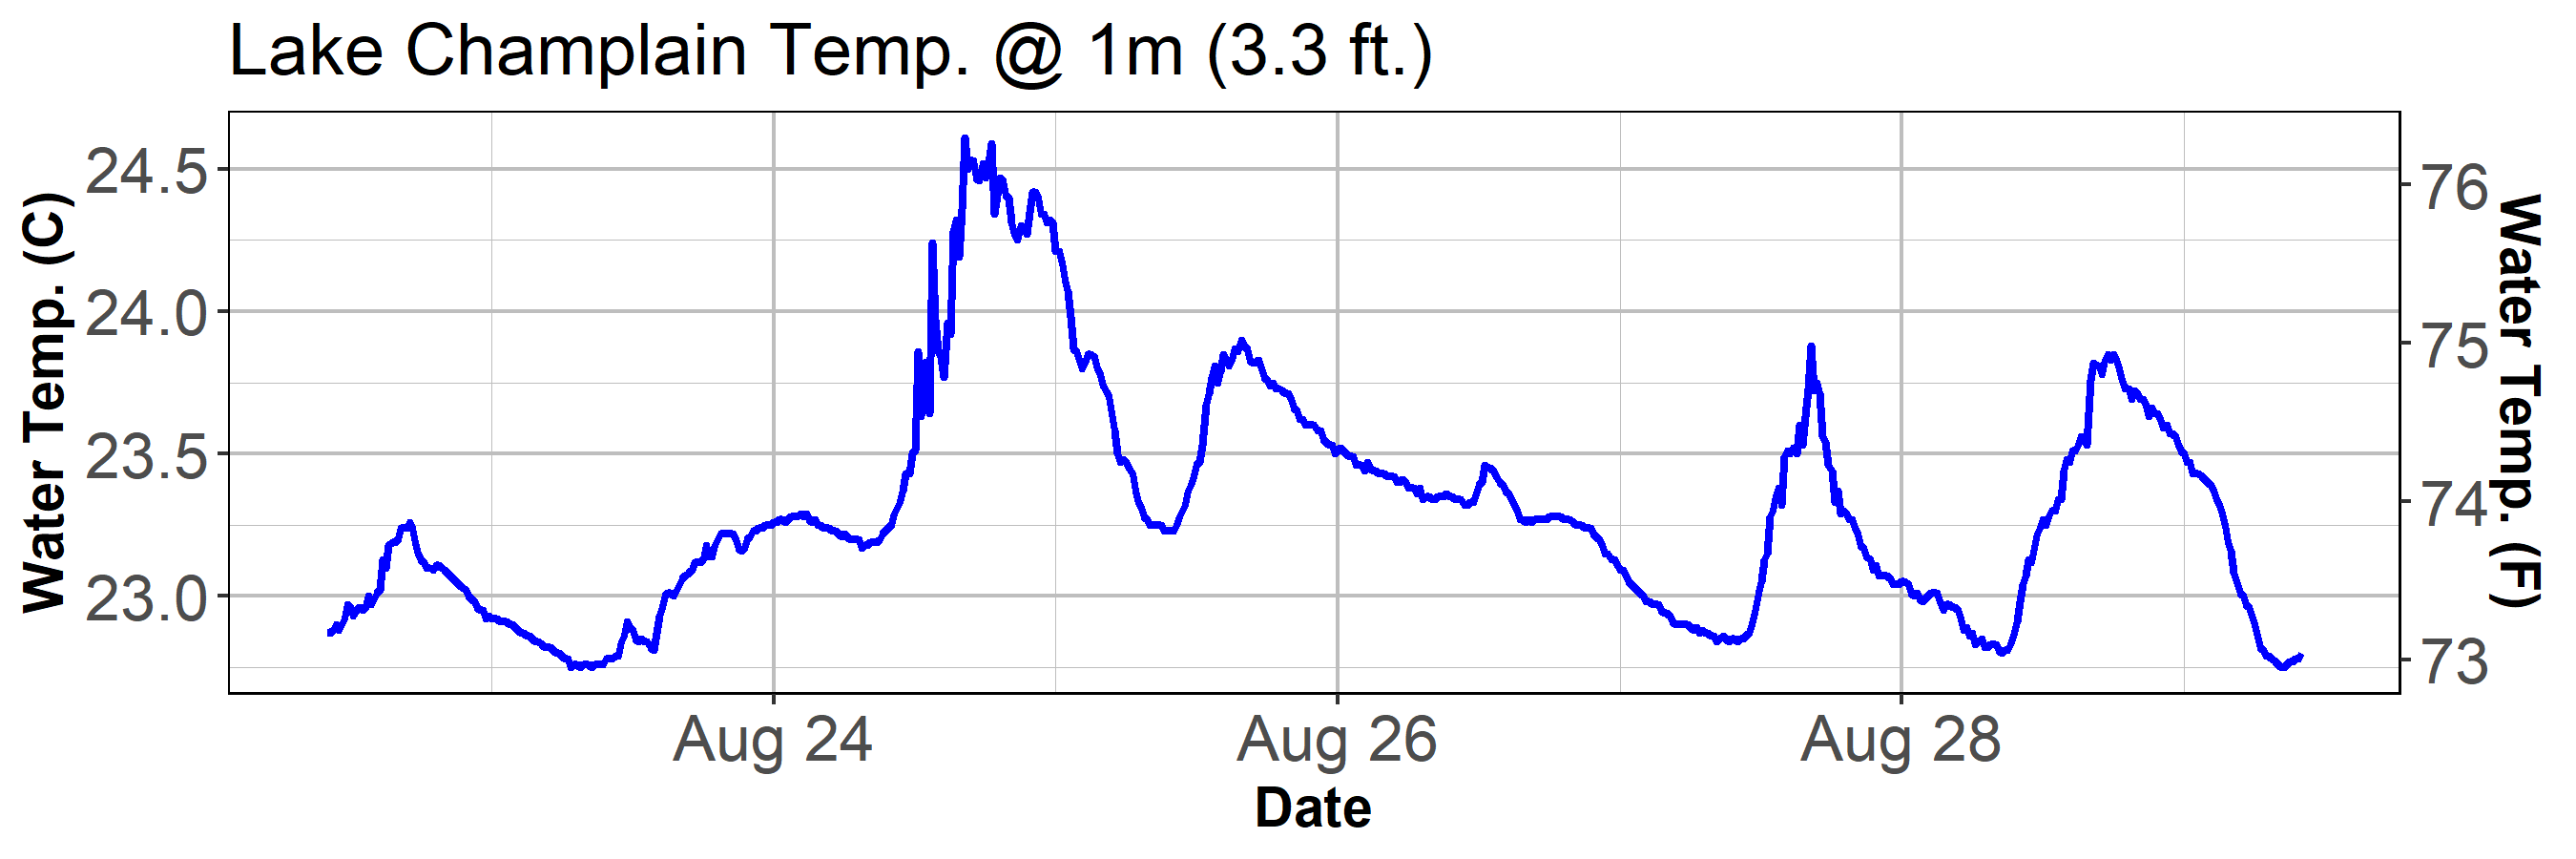 Lake Champlain Temp. @ 1m (3.3 ft.)
Water Temp. (C)
24.5
24.0
23.5
23.0
76
75
74
73
Water Temp. (F)
Aug 24 Aug 26 Aug 28
Date